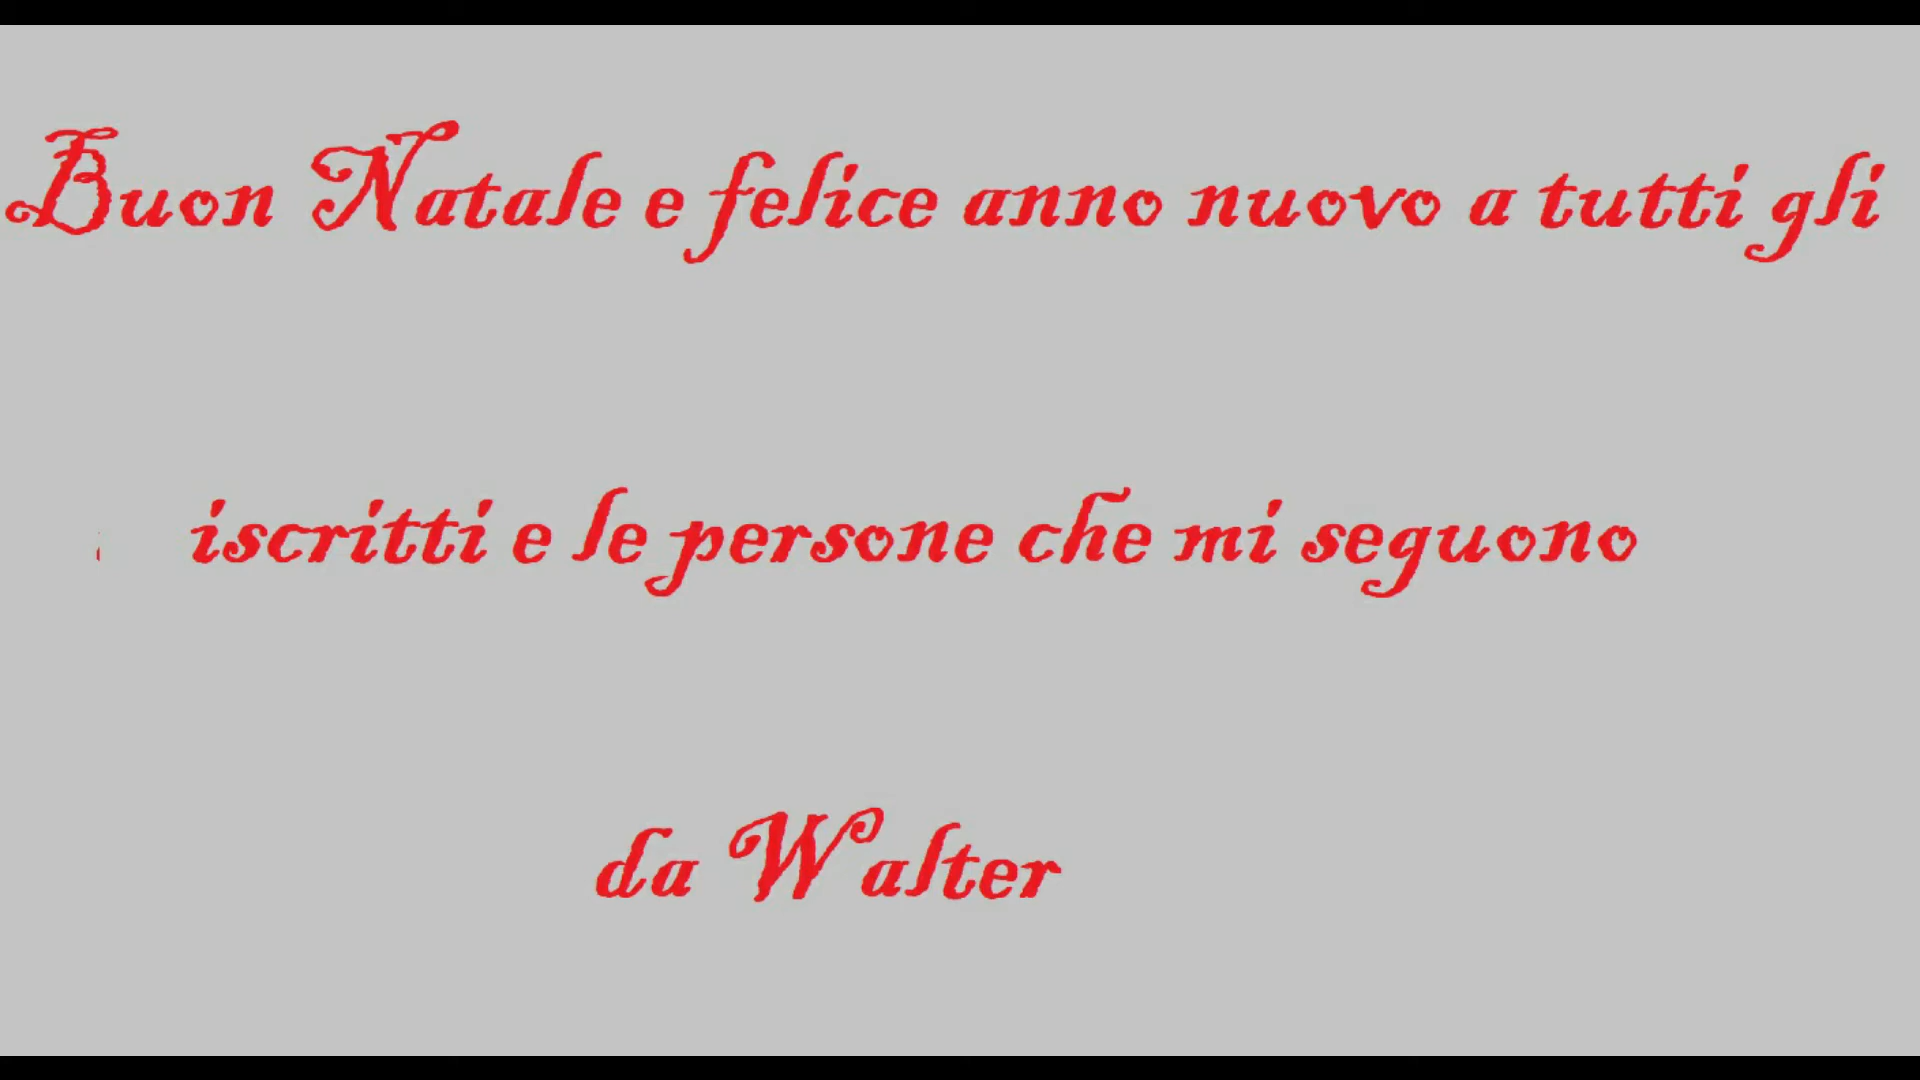 Buon Natale e felice anno nuovo a tutti gli
iscritti e le persone che mi seguono
da Walter